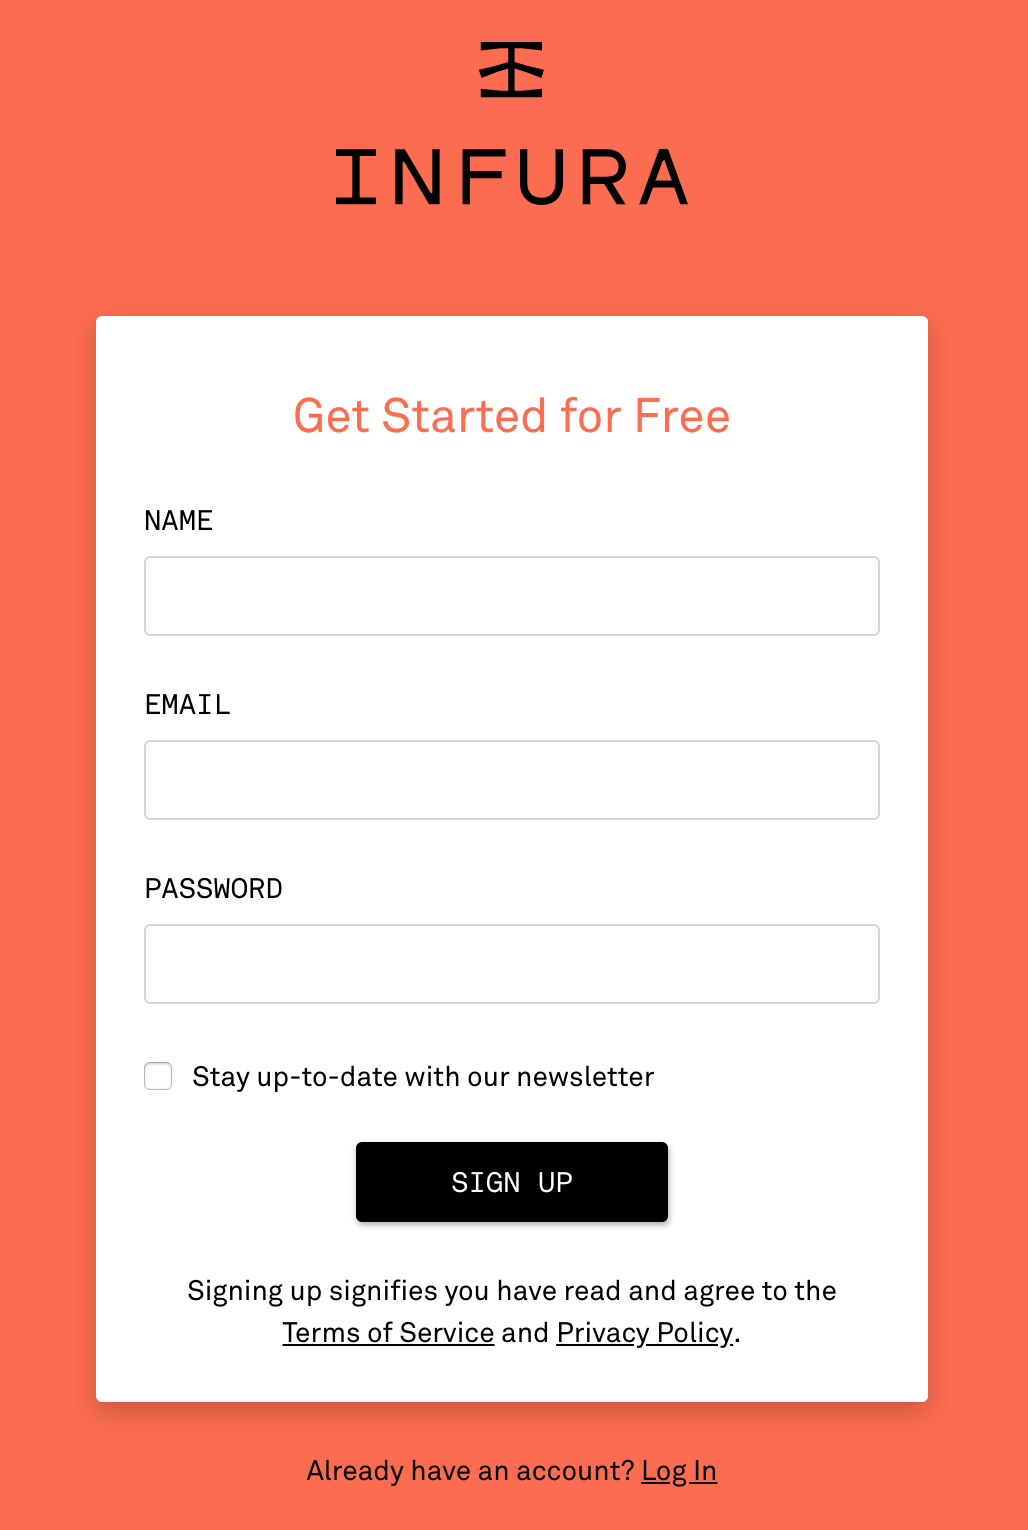 INFURA
Get Started for Free
NAME
EMAIL
PASSWORD
Stay up-to-date with our newsletter
SIGN UP
Signing up signifies you have read and agree to the
Terms of Service and Privacy Policy.
Already have an account? Log In